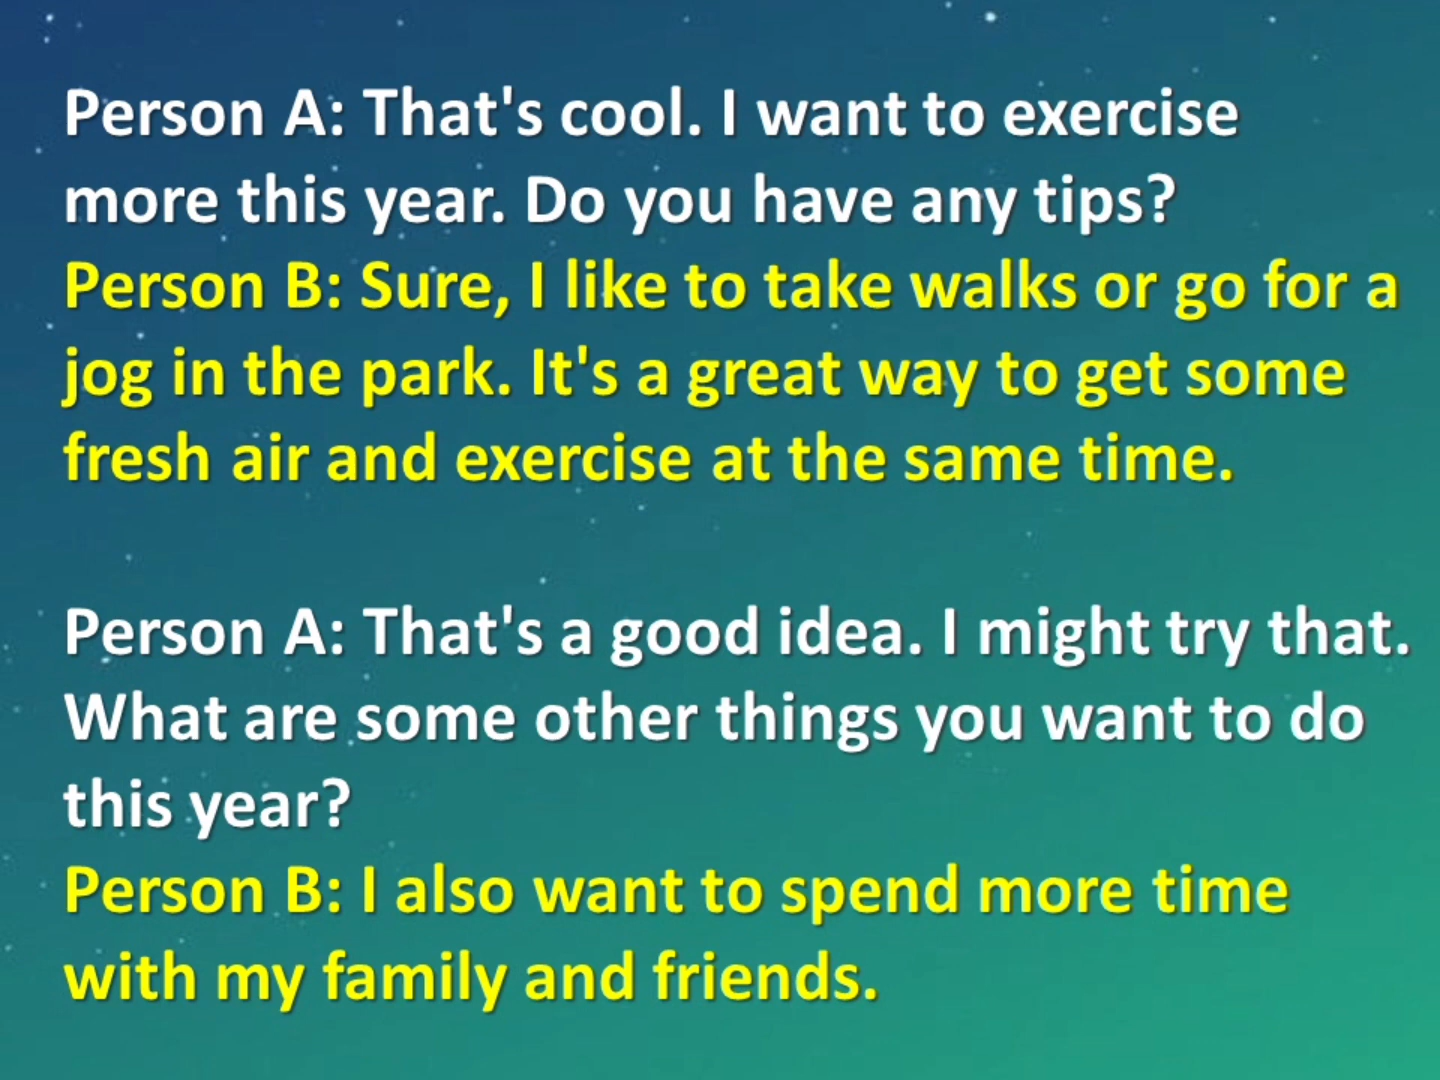 Person A: That's cool. I want to exercise
more this year. Do you have any tips?
Person B: Sure, I like to take walks or go for a
jog in the park. It's a great way to get some
fresh air and exercise at the same time.
Person A: That's a good idea. I might try that.
What are some other things you want to do
this year?
Person B: I also want to spend more time
with my family and friends.